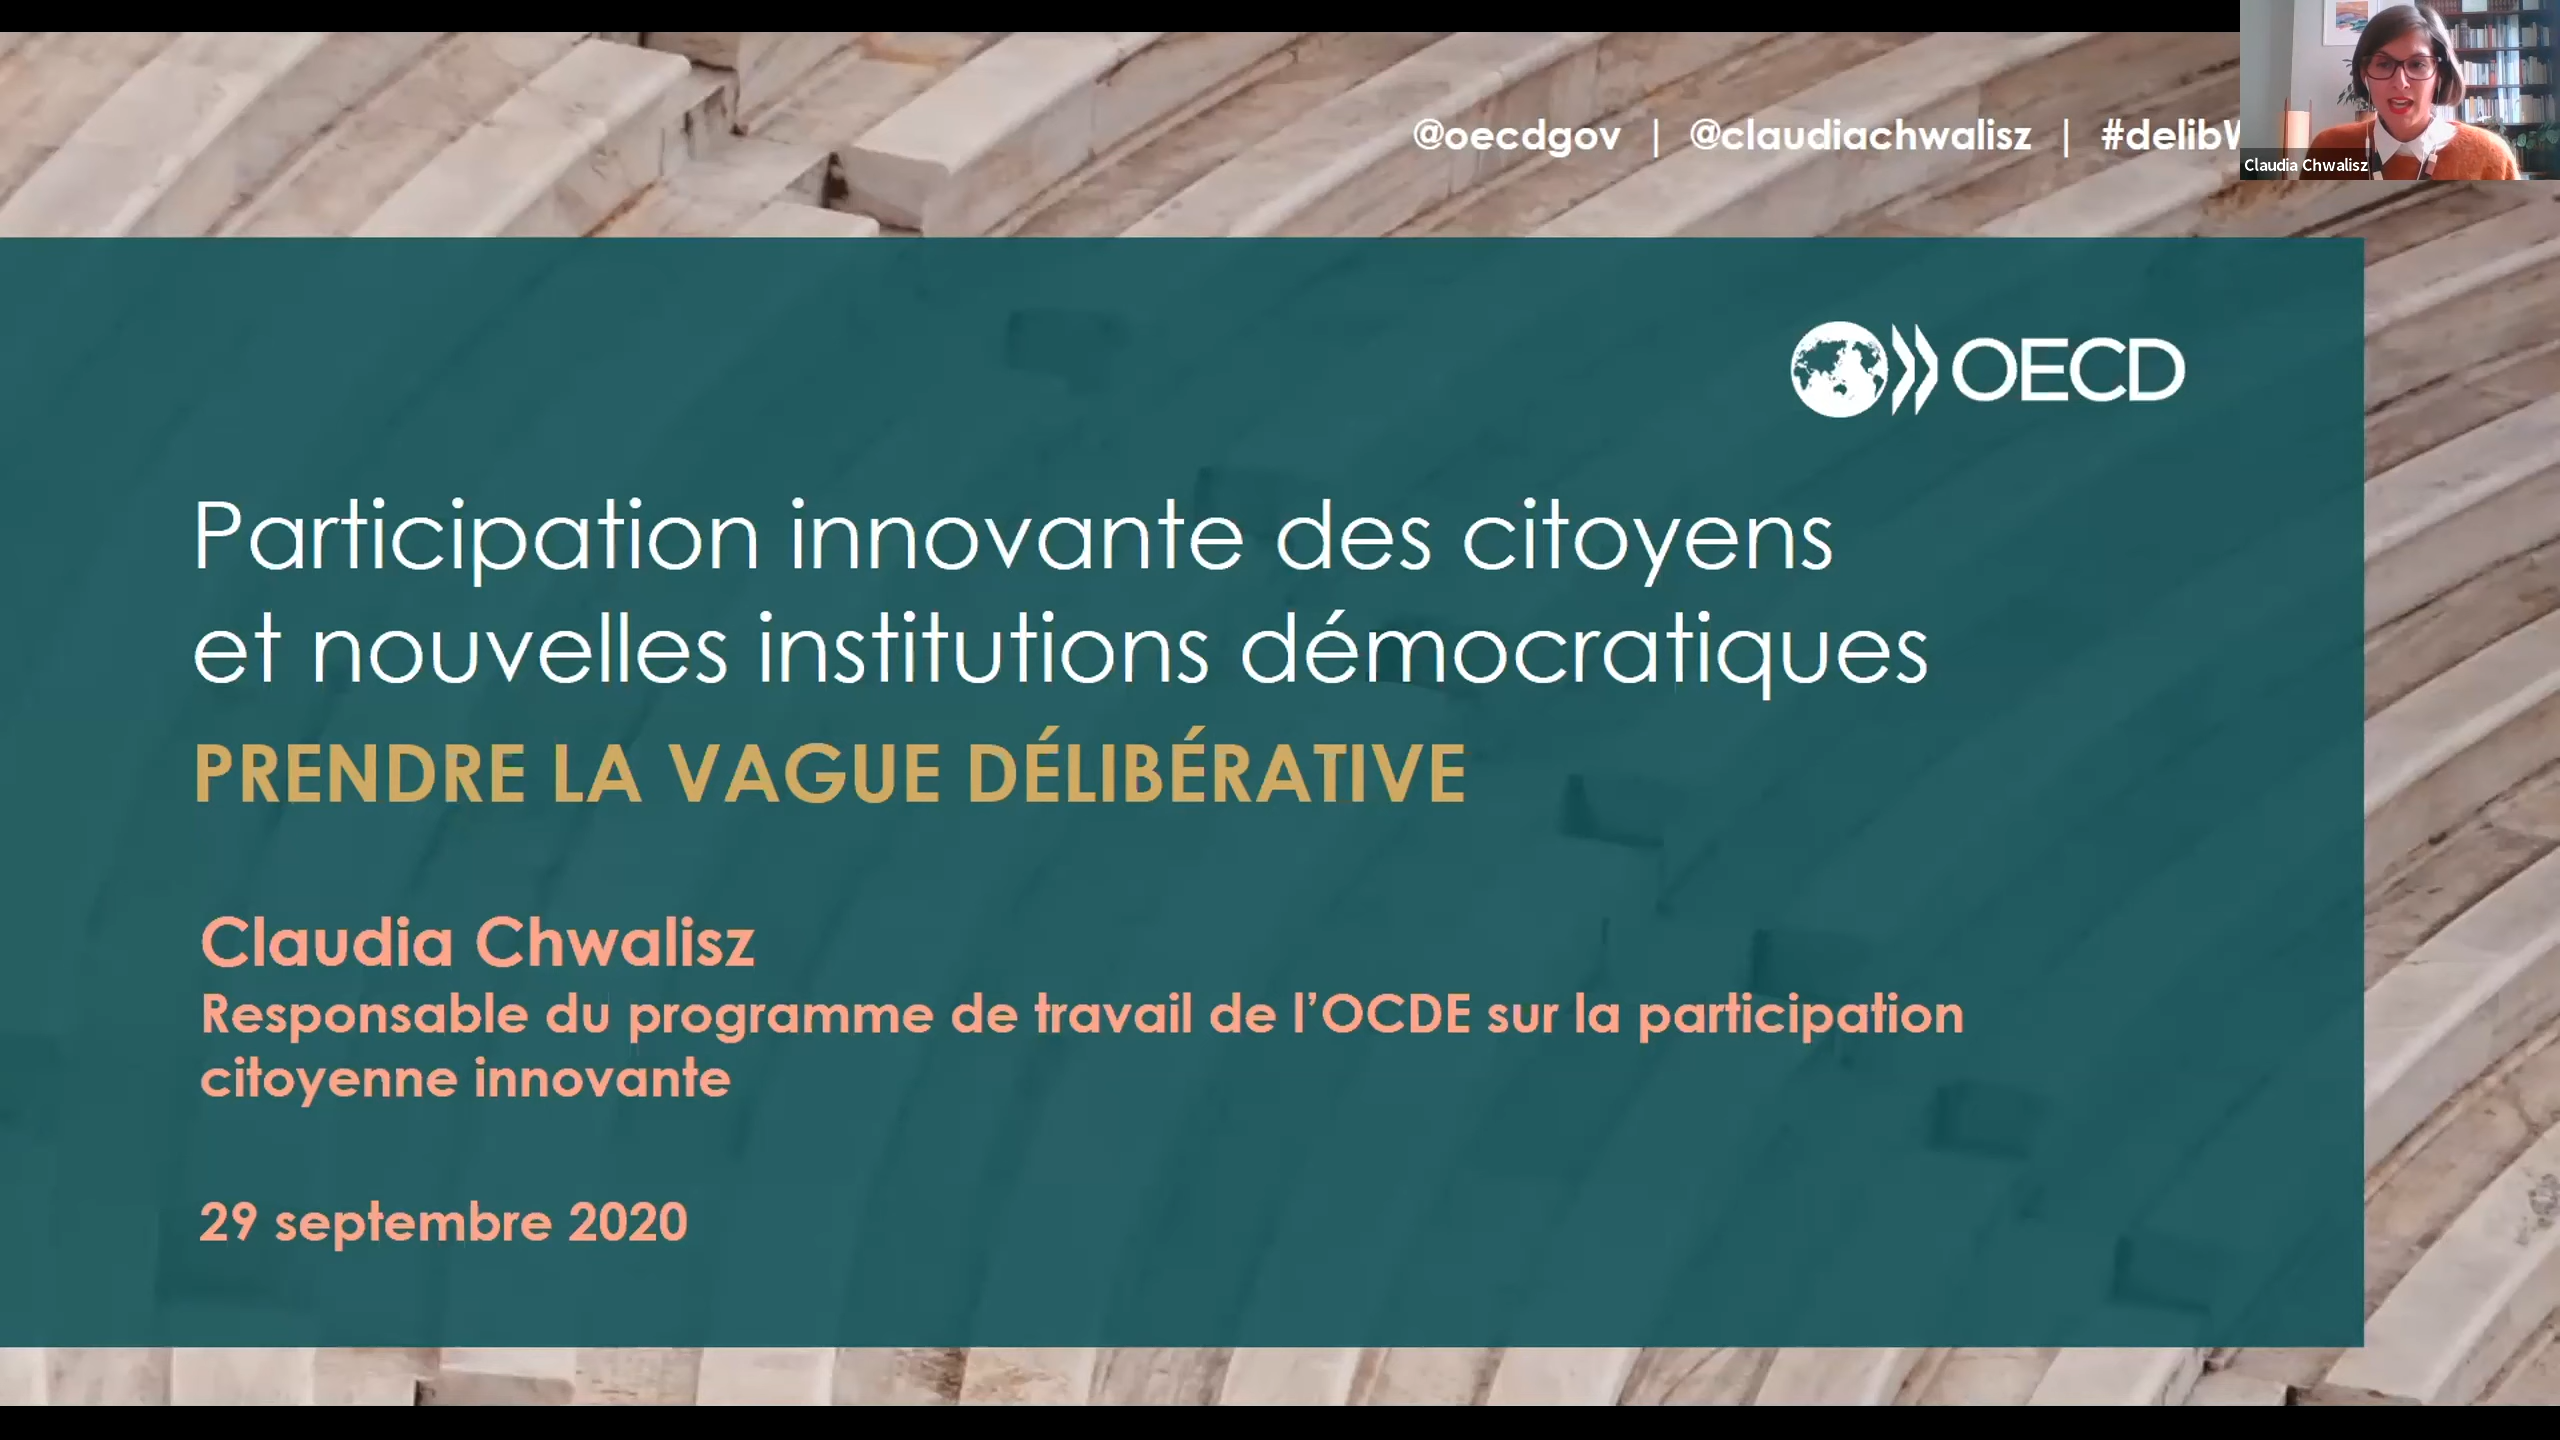 @oecdgov | @claudiachwalisz | #delib
Claudia Chwalisz
OECD
Participation innovante des citoyens
et nouvelles institutions démocratiques
PRENDRE LA VAGUE DÉLIBÉRATIVE
Claudia Chwalisz
Responsable du programme de travail de l’OCDE sur la participation
citoyenne innovante
29 septembre 2020